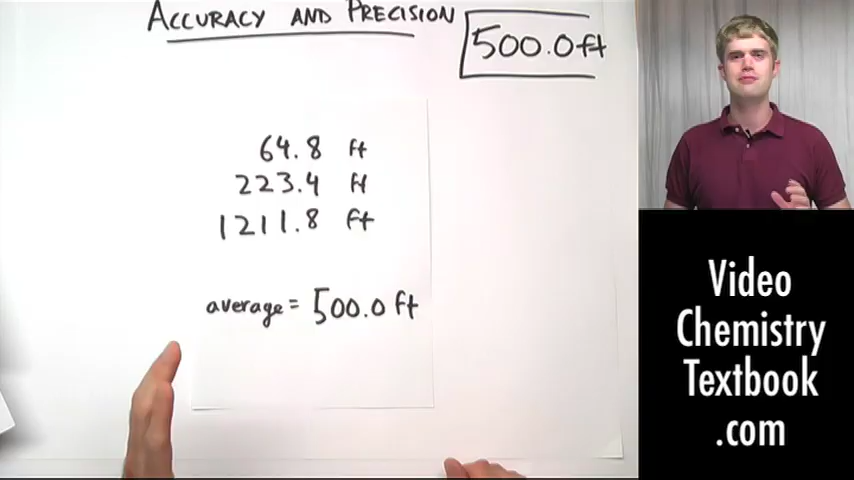 ACCURACY AND PRECISION
500.0 ft
64.8 ft
223.4 ft
1211.8 ft
average = 500.0 ft
Video
Chemistry
Textbook
.com